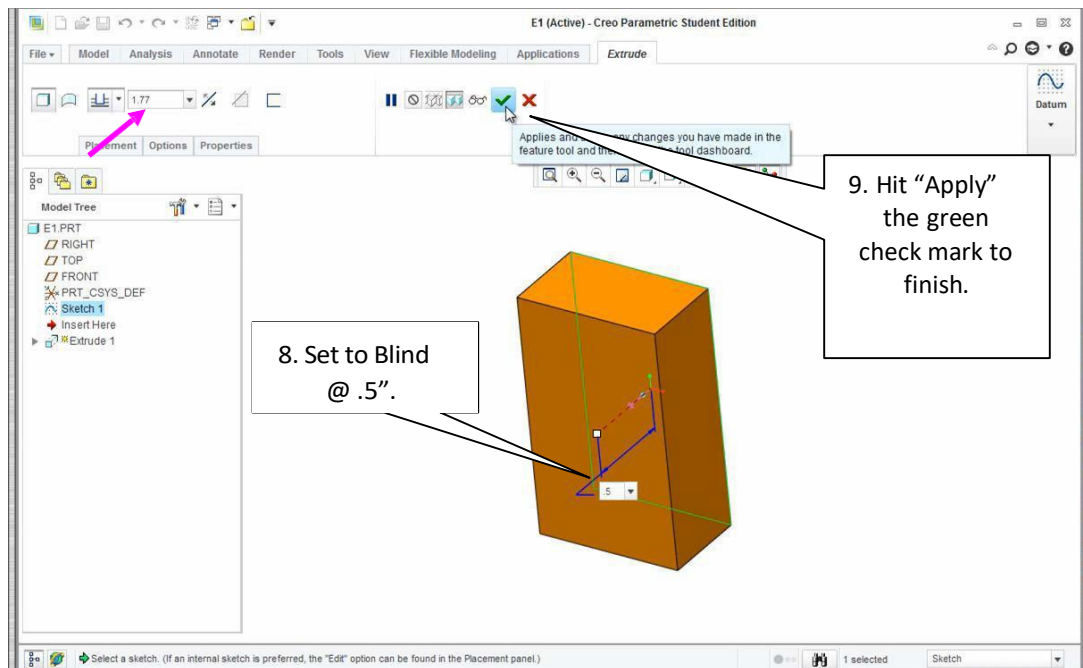 E1 (Active) - Creo Parametric Student Edition
File Model Analysis Annotate Render Tools View Flexible Modeling Applications Extrude
1.77
Datum
Placement Options Properties
Applies and any changes you have made in the
feature tool and the tool dashboard.
9. Hit “Apply”
the green
check mark to
finish.
Model Tree
E1.PRT
RIGHT
TOP
FRONT
PRT_CSYS_DEF
Sketch 1
Insert Here
Extrude 1
8. Set to Blind
@ .5”.
.5
Select a sketch. (If an internal sketch is preferred, the "Edit" option can be found in the Placement panel.)
1 selected
Sketch